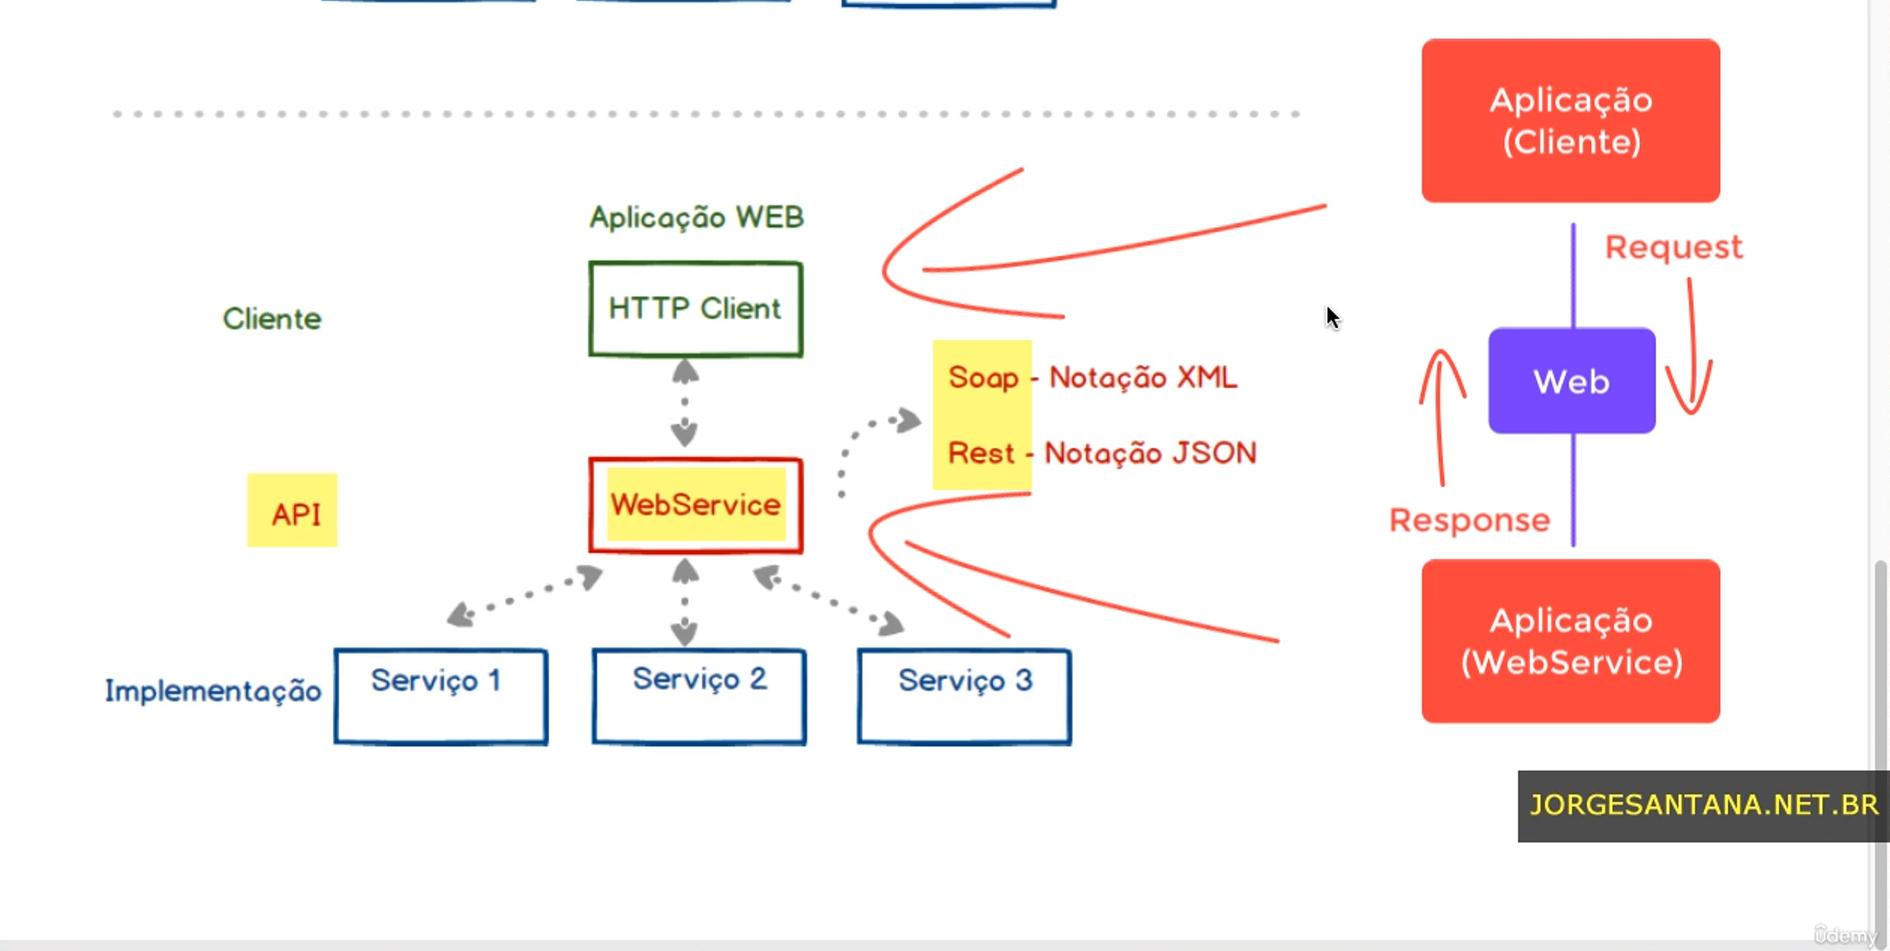 Aplicação WEB
HTTP Client
Cliente
Soap - Notação XML
Rest - Notação JSON
API
WebService
Implementação
Serviço 1
Serviço 2
Serviço 3
Aplicação
(Cliente)
Request
Web
Response
Aplicação
(WebService)
JORGESANTANA.NET.BR
ûdemy